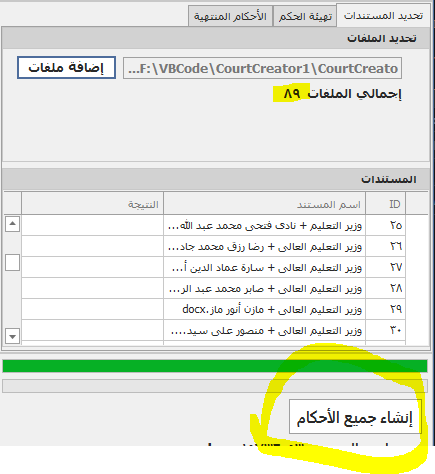 تحديد المستندات تهيئة الحكم الأحكام المنتهية
تحديد الملفات
F:\VBCode\CourtCreator1\CourtCreato... إضافة ملفات
إجمالي الملفات ٨٩
المستندات
ID اسم المستند النتيجة
٢٥ وزير التعليم العالى + نادى فتحى محمد عبد الله...
٢٦ وزير التعليم العالى + رضا رزق محمد جاد...
٢٧ وزير التعليم العالى + سارة عماد الدين أ...
٢٨ وزير التعليم العالى + صابر محمد عبد الر...
٢٩ وزير التعليم العالى + مازن أنور ماز.docx
٣٠ وزير التعليم العالى + منصور على سيد....
إنشاء جميع الأحكام